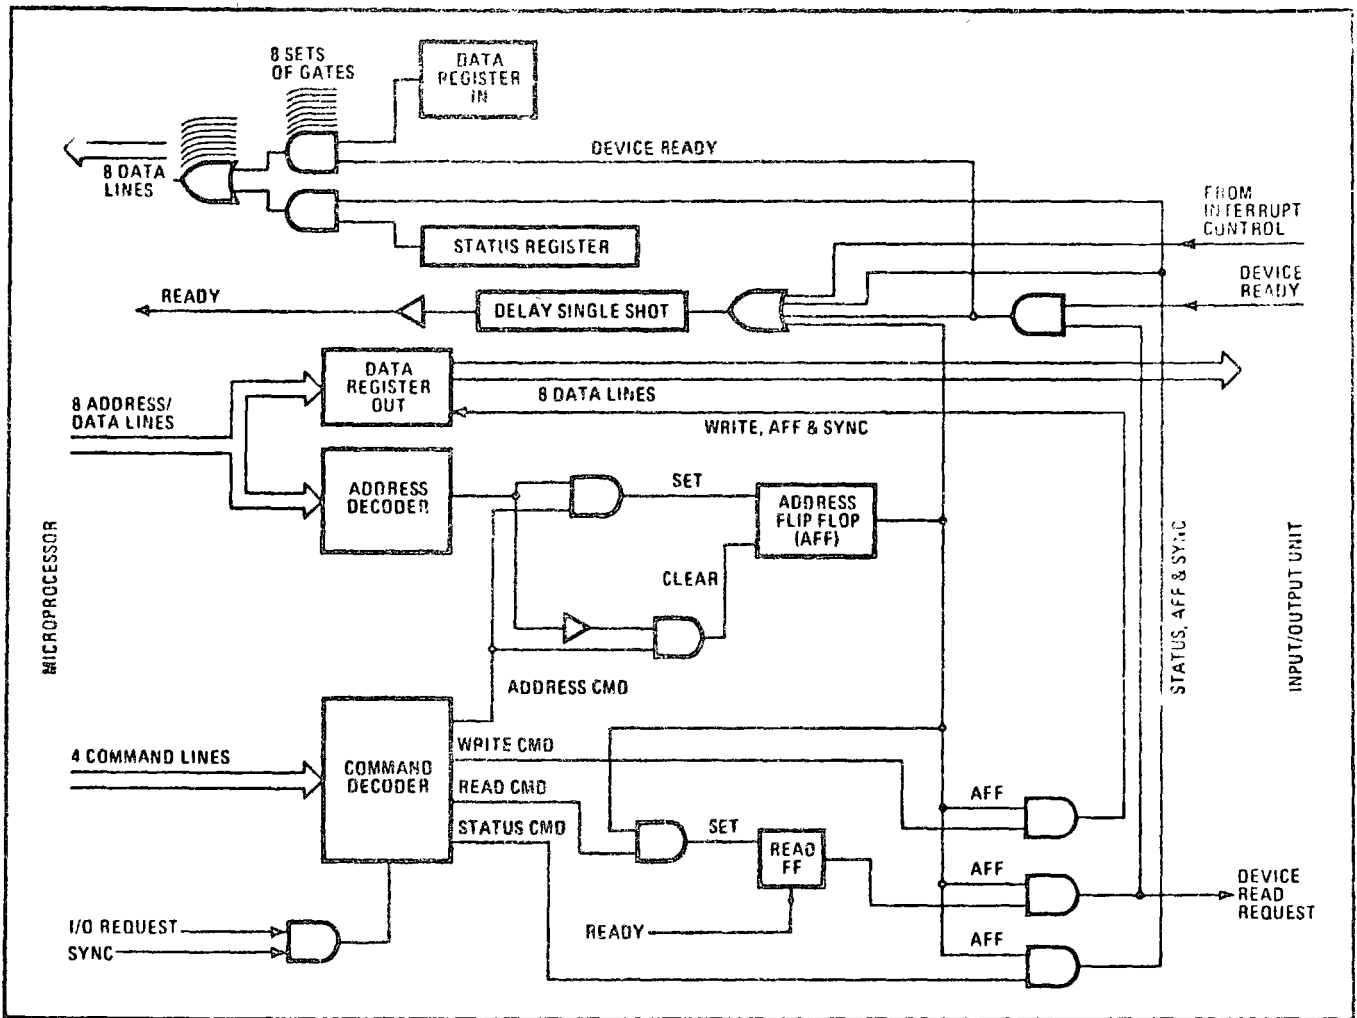 8 SETS
OF GATES
DATA
REGISTER
IN
DEVICE READY
8 DATA
LINES
FROM
INTERRUPT
CONTROL
STATUS REGISTER
DEVICE
READY
READY
DELAY SINGLE SHOT
DATA
REGISTER
OUT
8 DATA LINES
8 ADDRESS/
DATA LINES
WRITE, AFF & SYNC
ADDRESS
DECODER
SET
ADDRESS
FLIP FLOP
(AFF)
CLEAR
MICROPROCESSOR
STATUS, AFF & SYNC
INPUT/OUTPUT UNIT
ADDRESS CMD
4 COMMAND LINES
COMMAND
DECODER
WRITE CMD
READ CMD
STATUS CMD
SET
READ
FF
AFF
AFF
AFF
DEVICE
READ
REQUEST
READY
I/O REQUEST
SYNC